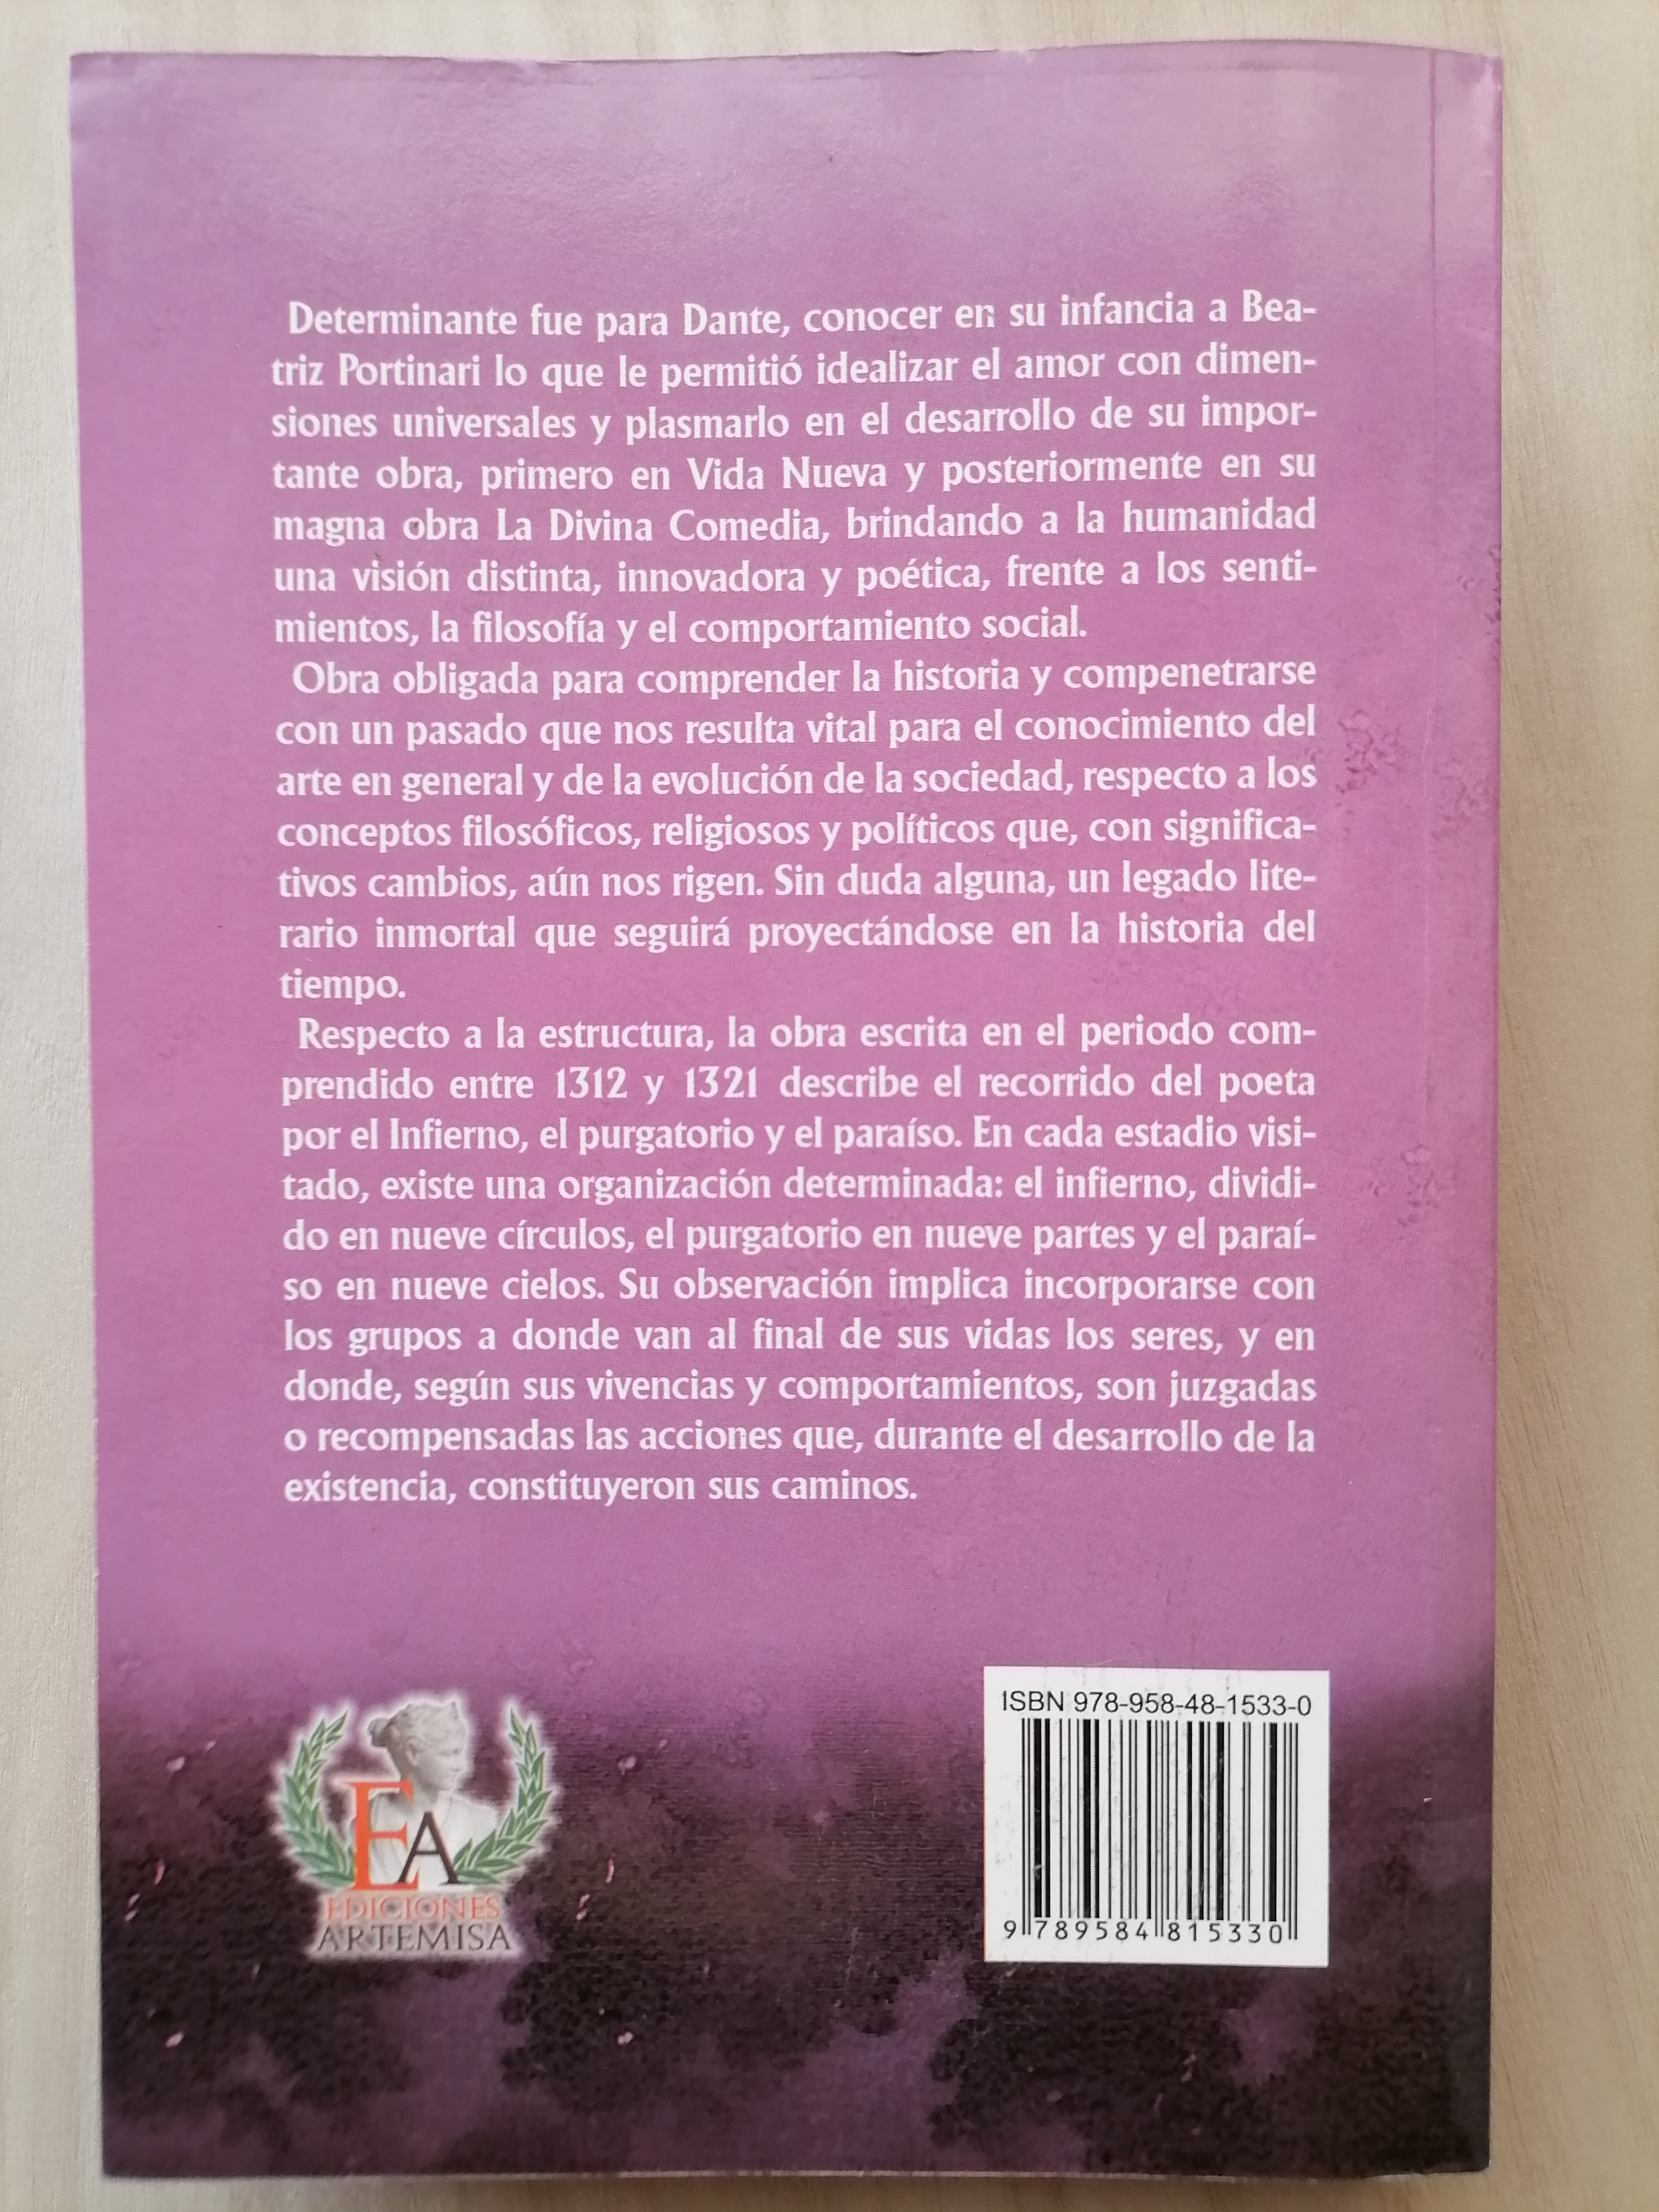 Determinante fue para Dante, conocer en su infancia a Bea-
triz Portinari lo que le permitió idealizar el amor con dimen-
siones universales y plasmarlo en el desarrollo de su impor-
tante obra, primero en Vida Nueva y posteriormente en su
magna obra La Divina Comedia, brindando a la humanidad
una visión distinta, innovadora y poética, frente a los senti-
mientos, la filosofía y el comportamiento social.
Obra obligada para comprender la historia y compenetrarse
con un pasado que nos resulta vital para el conocimiento del
arte en general y de la evolución de la sociedad, respecto a los
conceptos filosóficos, religiosos y políticos que, con significa-
tivos cambios, aún nos rigen. Sin duda alguna, un legado lite-
rario inmortal que seguirá proyectándose en la historia del
tiempo.
Respecto a la estructura, la obra escrita en el periodo com-
prendido entre 1312 y 1321 describe el recorrido del poeta
por el Infierno, el purgatorio y el paraíso. En cada estadio visi-
tado, existe una organización determinada: el infierno, dividi-
do en nueve círculos, el purgatorio en nueve partes y el paraí-
so en nueve cielos. Su observación implica incorporarse con
los grupos a donde van al final de sus vidas los seres, y en
donde, según sus vivencias y comportamientos, son juzgadas
o recompensadas las acciones que, durante el desarrollo de la
existencia, constituyeron sus caminos.
EA
EDICIONES
ARTEMISA
ISBN 978-958-48-1533-0
9 789584 815330